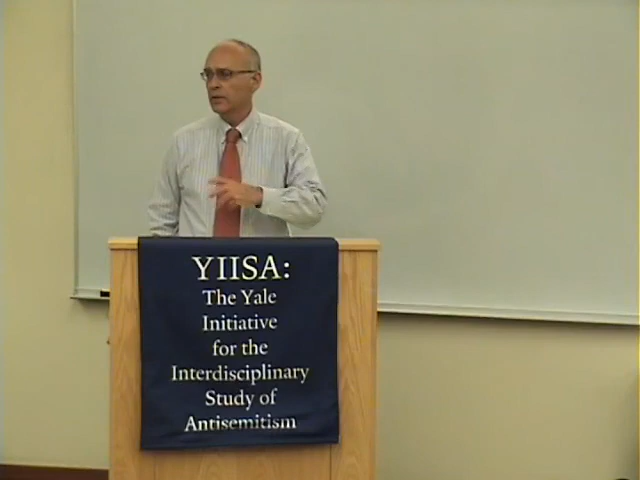 YIISA:
The Yale
Initiative
for the
Interdisciplinary
Study of
Antisemitism